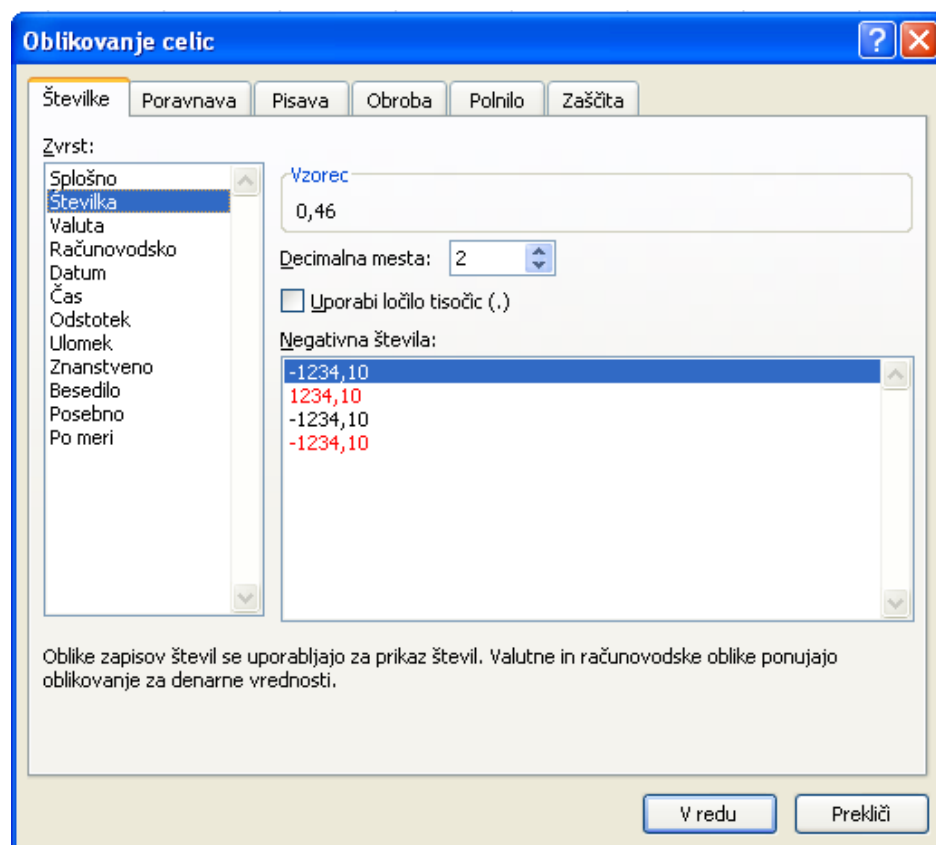 Oblikovanje celic
Številke Poravnava Pisava Obroba Polnilo Zaščita
Zvrst:
Splošno
Številka
Valuta
Računovodsko
Datum
Čas
Odstotek
Ulomek
Znanstveno
Besedilo
Posebno
Po meri
Vzorec
0,46
Decimalna mesta: 2
Uporabi ločilo tisočic (.)
Negativna števila:
-1234,10
1234,10
-1234,10
-1234,10
Oblike zapisov števil se uporabljajo za prikaz števil. Valutne in računovodske oblike ponujajo
oblikovanje za denarne vrednosti.
V redu Prekliči